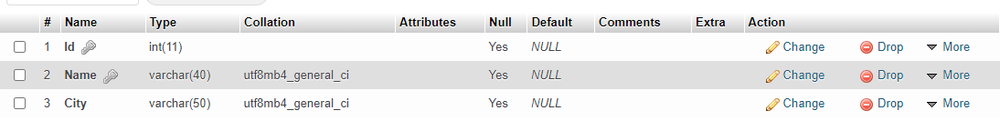 # Name Type Collation Attributes Null Default Comments Extra Action
1 Id int(11) Yes NULL Change Drop More
2 Name varchar(40) utf8mb4_general_ci Yes NULL Change Drop More
3 City varchar(50) utf8mb4_general_ci Yes NULL Change Drop More